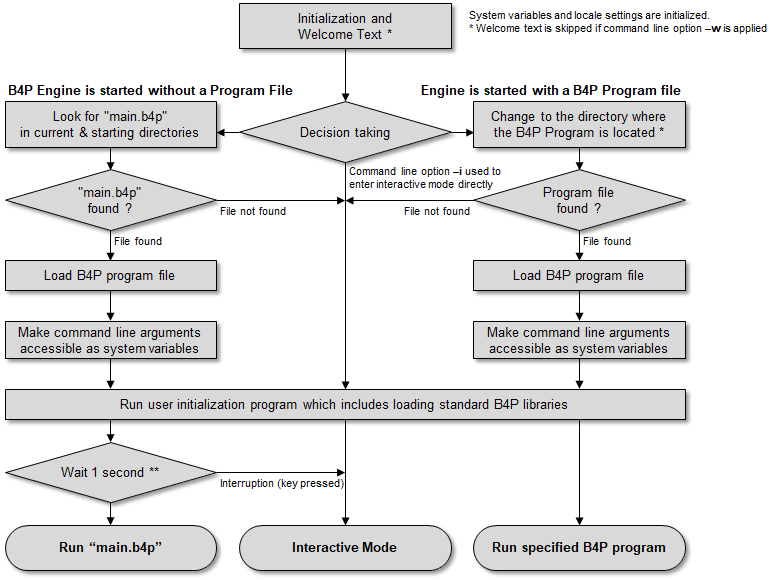 Initialization and
Welcome Text *
System variables and locale settings are initialized.
* Welcome text is skipped if command line option –w is applied
B4P Engine is started without a Program File
Engine is started with a B4P Program file
Look for "main.b4p"
in current & starting directories
Decision taking
Change to the directory where
the B4P Program is located *
Command line option –i used to
enter interactive mode directly
"main.b4p"
found ?
File not found
File not found
Program file
found ?
File found
File found
Load B4P program file
Load B4P program file
Make command line arguments
accessible as system variables
Make command line arguments
accessible as system variables
Run user initialization program which includes loading standard B4P libraries
Wait 1 second **
Interruption (key pressed)
Run “main.b4p”
Interactive Mode
Run specified B4P program